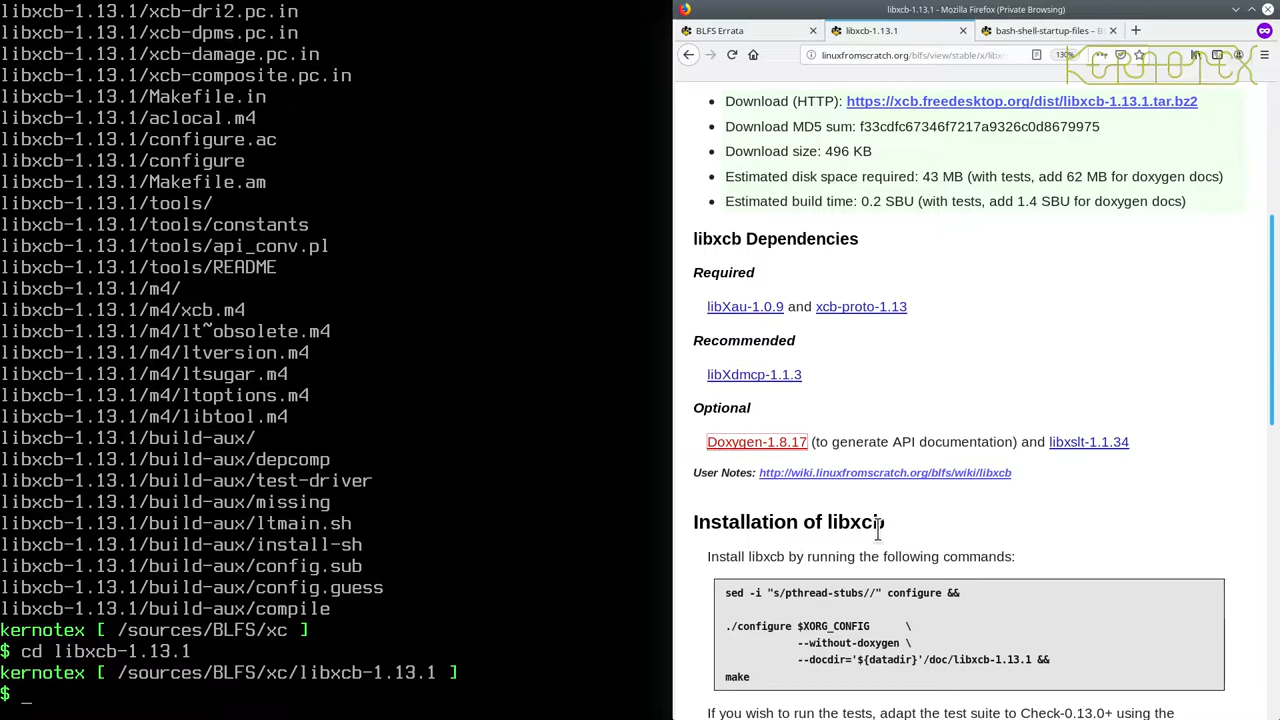 libxcb-1.13.1/xcb-dri2.pc.in
libxcb-1.13.1/xcb-dpms.pc.in
libxcb-1.13.1/xcb-damage.pc.in
libxcb-1.13.1/xcb-composite.pc.in
libxcb-1.13.1/Makefile.in
libxcb-1.13.1/aclocal.m4
libxcb-1.13.1/configure.ac
libxcb-1.13.1/configure
libxcb-1.13.1/Makefile.am
libxcb-1.13.1/tools/
libxcb-1.13.1/tools/constants
libxcb-1.13.1/tools/api_conv.pl
libxcb-1.13.1/tools/README
libxcb-1.13.1/m4/
libxcb-1.13.1/m4/xcb.m4
libxcb-1.13.1/m4/lt~obsolete.m4
libxcb-1.13.1/m4/ltversion.m4
libxcb-1.13.1/m4/ltsugar.m4
libxcb-1.13.1/m4/ltoptions.m4
libxcb-1.13.1/m4/libtool.m4
libxcb-1.13.1/build-aux/
libxcb-1.13.1/build-aux/depcomp
libxcb-1.13.1/build-aux/test-driver
libxcb-1.13.1/build-aux/missing
libxcb-1.13.1/build-aux/ltmain.sh
libxcb-1.13.1/build-aux/install-sh
libxcb-1.13.1/build-aux/config.sub
libxcb-1.13.1/build-aux/config.guess
libxcb-1.13.1/build-aux/compile
kernotex [ /sources/BLFS/xc ]
$ cd libxcb-1.13.1
kernotex [ /sources/BLFS/xc/libxcb-1.13.1 ]
$ _
libxcb-1.13.1 - Mozilla Firefox (Private Browsing)
BLFS Errata
libxcb-1.13.1
bash-shell-startup-files – BL
linuxfromscratch.org/blfs/view/stable/x/libxc
130%
KERNOTEX
• Download (HTTP): https://xcb.freedesktop.org/dist/libxcb-1.13.1.tar.bz2
• Download MD5 sum: f33cdfc67346f7217a9326c0d8679975
• Download size: 496 KB
• Estimated disk space required: 43 MB (with tests, add 62 MB for doxygen docs)
• Estimated build time: 0.2 SBU (with tests, add 1.4 SBU for doxygen docs)
libxcb Dependencies
Required
libXau-1.0.9 and xcb-proto-1.13
Recommended
libXdmcp-1.1.3
Optional
Doxygen-1.8.17 (to generate API documentation) and libxslt-1.1.34
User Notes: http://wiki.linuxfromscratch.org/blfs/wiki/libxcb
Installation of libxcb
Install libxcb by running the following commands:
sed -i "s/pthread-stubs//" configure &&
./configure $XORG_CONFIG \
--without-doxygen \
--docdir='${datadir}'/doc/libxcb-1.13.1 &&
make
If you wish to run the tests, adapt the test suite to Check-0.13.0+ using the